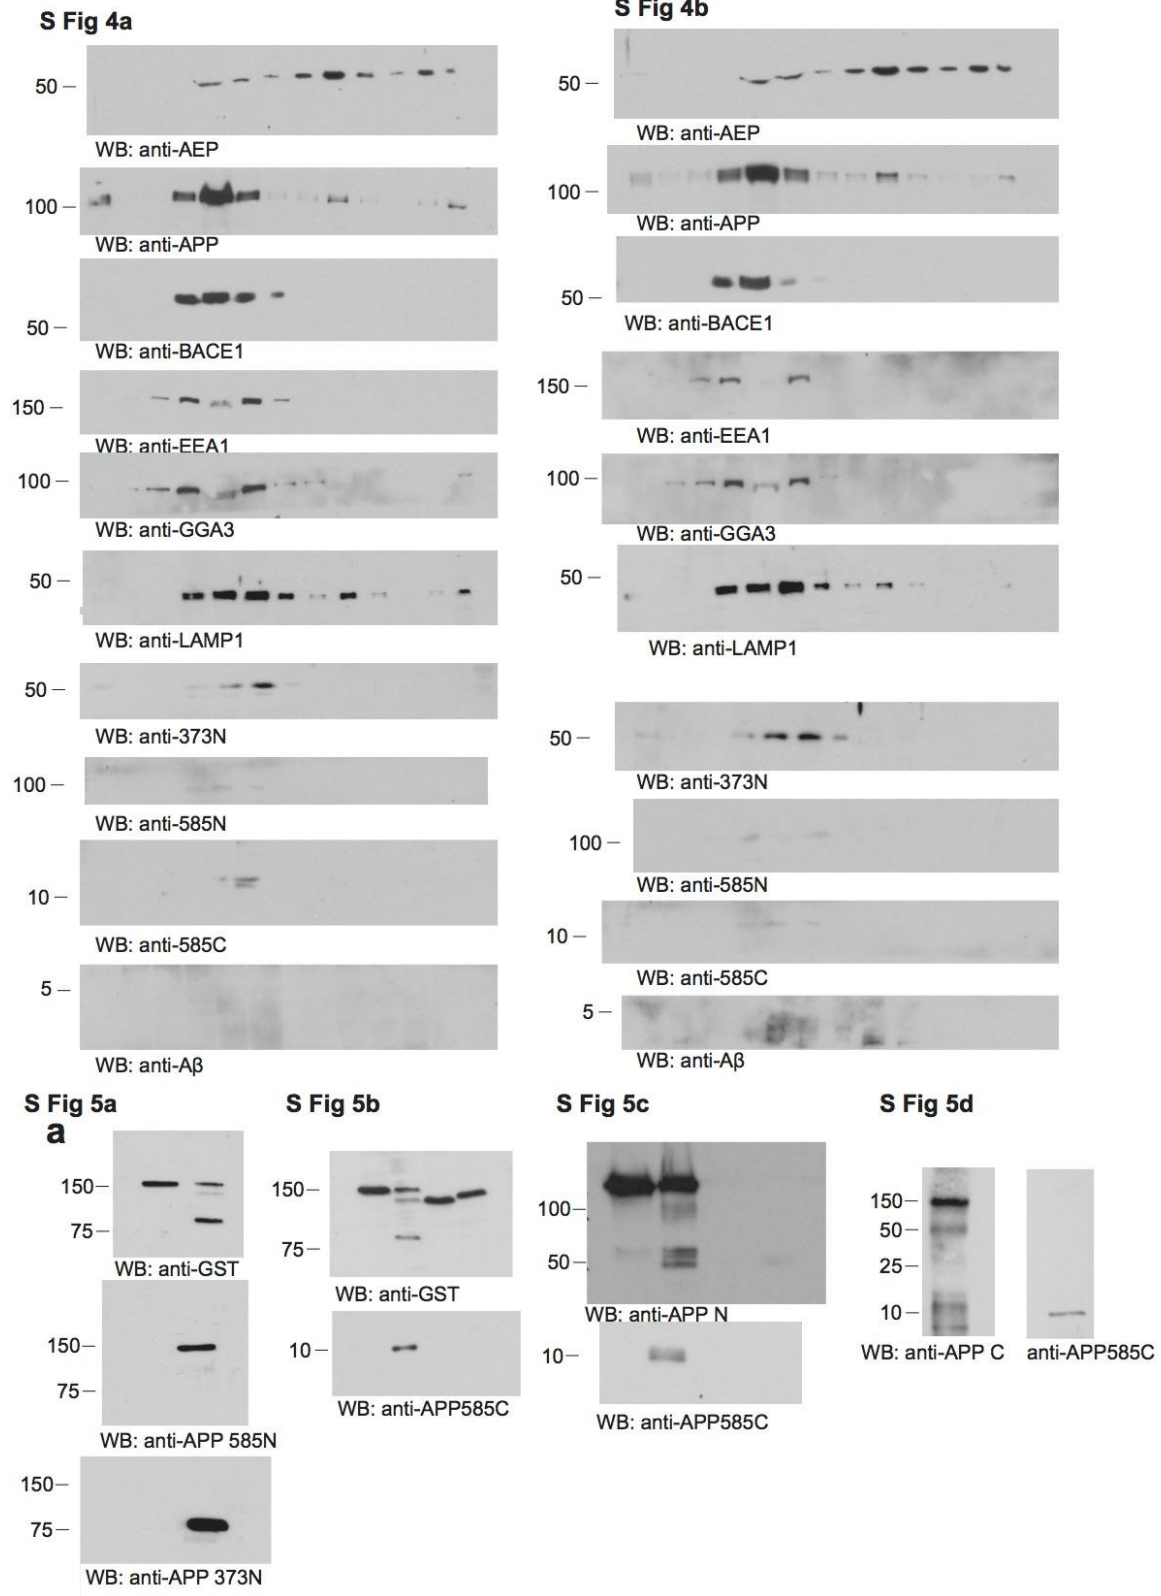 S Fig 4a
50
WB: anti-AEP
100
WB: anti-APP
50
WB: anti-BACE1
150
WB: anti-EEA1
100
WB: anti-GGA3
50
WB: anti-LAMP1
50
WB: anti-373N
100
WB: anti-585N
10
WB: anti-585C
5
WB: anti-Aβ
S Fig 4b
50
WB: anti-AEP
100
WB: anti-APP
50
WB: anti-BACE1
150
WB: anti-EEA1
100
WB: anti-GGA3
50
WB: anti-LAMP1
50
WB: anti-373N
100
WB: anti-585N
10
WB: anti-585C
5
WB: anti-Aβ
S Fig 5a
a
150
75
WB: anti-GST
150
75
WB: anti-APP 585N
150
75
WB: anti-APP 373N
S Fig 5b
150
75
WB: anti-GST
10
WB: anti-APP585C
S Fig 5c
100
50
WB: anti-APP N
10
WB: anti-APP585C
S Fig 5d
150
50
25
10
WB: anti-APP C
anti-APP585C